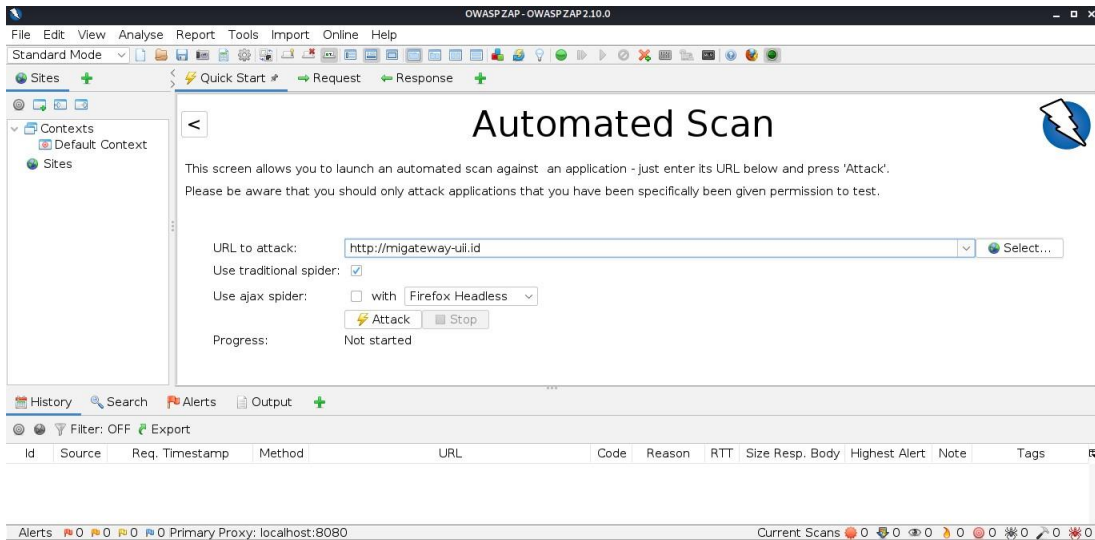 OWASP ZAP - OWASP ZAP 2.10.0
File Edit View Analyse Report Tools Import Online Help
Standard Mode
Sites
Quick Start Request Response
Contexts
Default Context
Sites
<
Automated Scan
This screen allows you to launch an automated scan against an application - just enter its URL below and press 'Attack'.
Please be aware that you should only attack applications that you have been specifically been given permission to test.
URL to attack: http://migateway-uii.id Select...
Use traditional spider:
Use ajax spider: with Firefox Headless
Attack Stop
Progress: Not started
History Search Alerts Output
Filter: OFF Export
Id Source Req. Timestamp Method URL Code Reason RTT Size Resp. Body Highest Alert Note Tags
Alerts 0 0 0 0 Primary Proxy: localhost:8080 Current Scans 0 0 0 0 0 0 0 0